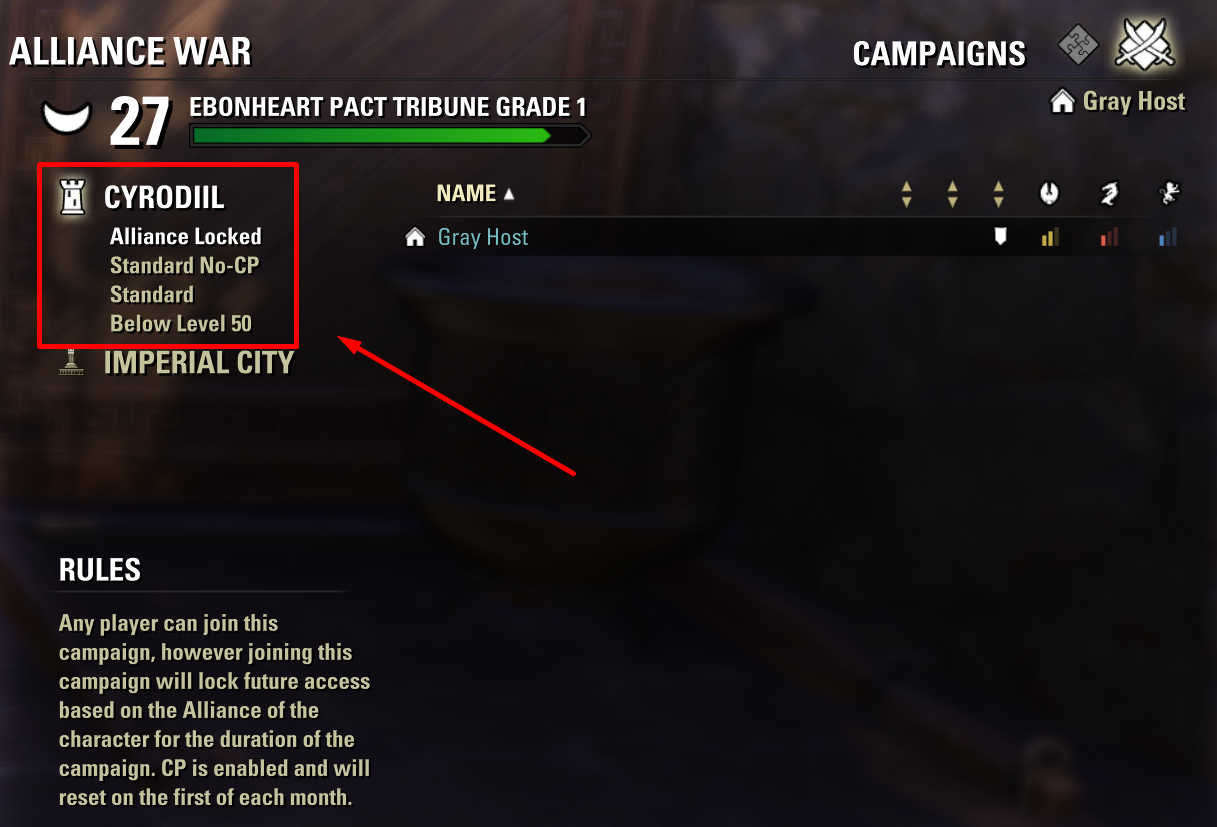 ALLIANCE WAR
CAMPAIGNS
27 EBONHEART PACT TRIBUNE GRADE 1
Gray Host
CYRODIIL
Alliance Locked
Standard No-CP
Standard
Below Level 50
IMPERIAL CITY
NAME
Gray Host
RULES
Any player can join this
campaign, however joining this
campaign will lock future access
based on the Alliance of the
character for the duration of the
campaign. CP is enabled and will
reset on the first of each month.